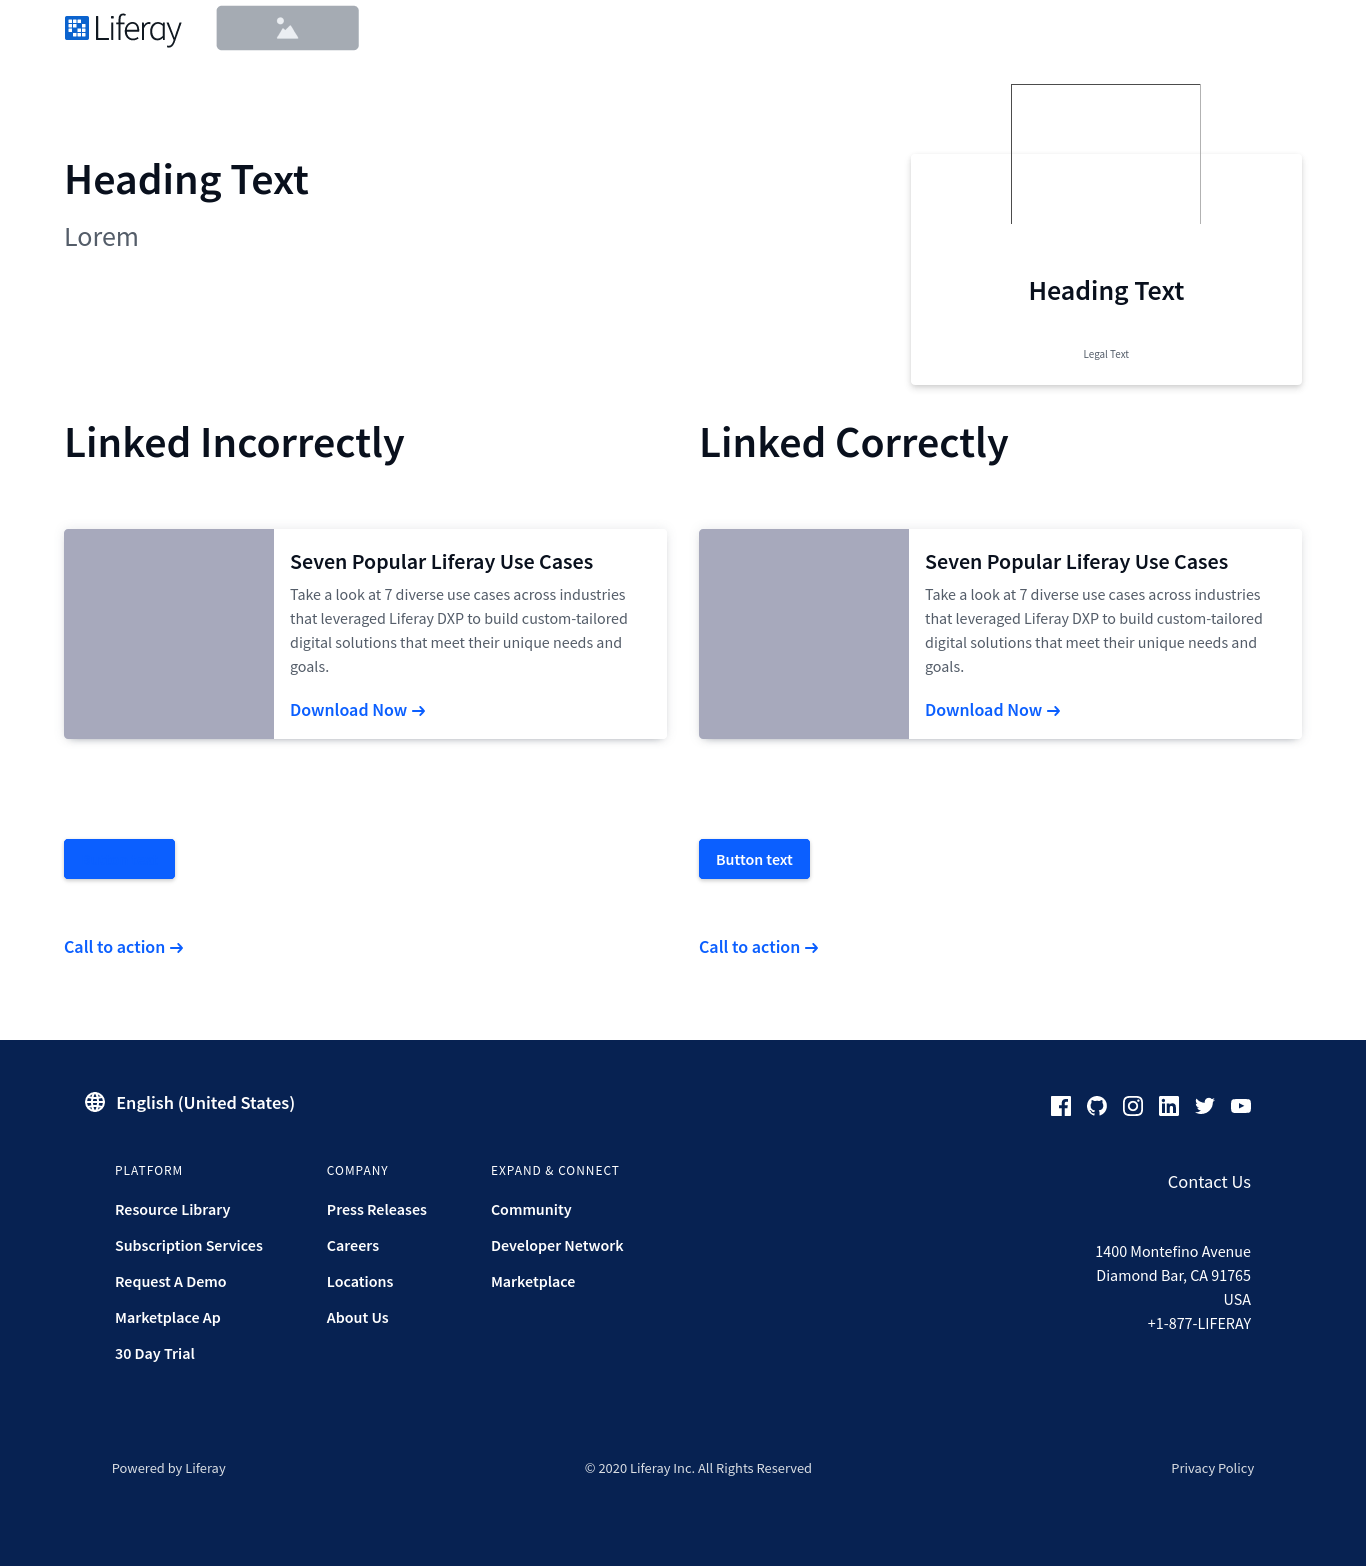 Liferay
Heading Text
Lorem
Heading Text
Legal Text
Linked Incorrectly
Linked Correctly
Seven Popular Liferay Use Cases
Take a look at 7 diverse use cases across industries
that leveraged Liferay DXP to build custom-tailored
digital solutions that meet their unique needs and
goals.
Download Now →
Seven Popular Liferay Use Cases
Take a look at 7 diverse use cases across industries
that leveraged Liferay DXP to build custom-tailored
digital solutions that meet their unique needs and
goals.
Download Now →
Button text
Call to action →
Call to action →
English (United States)
PLATFORM
Resource Library
Subscription Services
Request A Demo
Marketplace Ap
30 Day Trial
COMPANY
Press Releases
Careers
Locations
About Us
EXPAND & CONNECT
Community
Developer Network
Marketplace
Contact Us
1400 Montefino Avenue
Diamond Bar, CA 91765
USA
+1-877-LIFERAY
Powered by Liferay
© 2020 Liferay Inc. All Rights Reserved
Privacy Policy